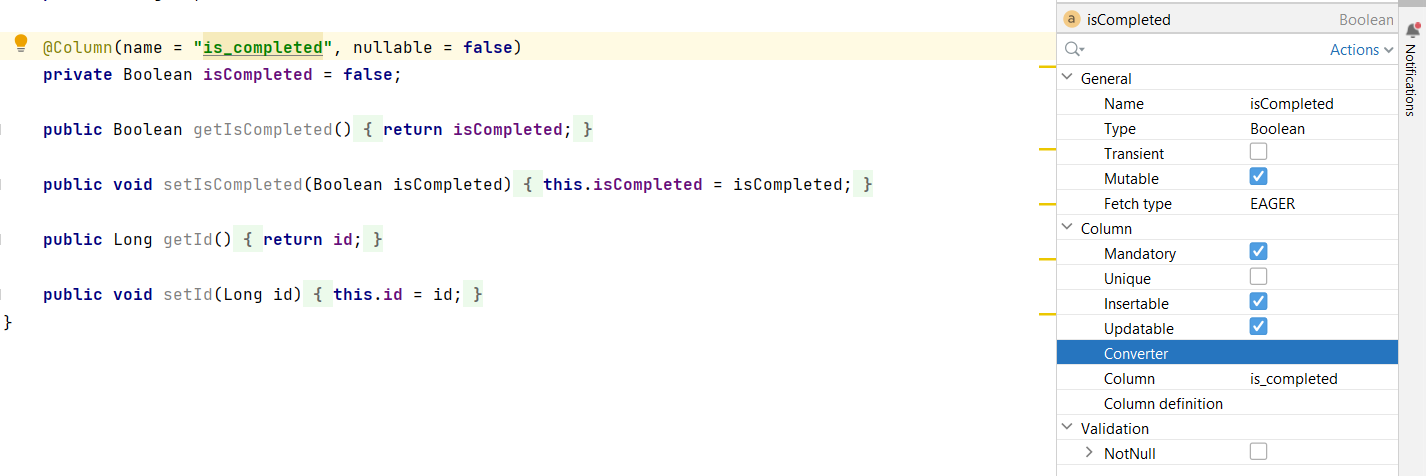 @Column(name = "is_completed", nullable = false)
private Boolean isCompleted = false;
public Boolean getIsCompleted() { return isCompleted; }
public void setIsCompleted(Boolean isCompleted) { this.isCompleted = isCompleted; }
public Long getId() { return id; }
public void setId(Long id) { this.id = id; }
}
a isCompleted Boolean
Actions
General
Name isCompleted
Type Boolean
Transient
Mutable
Fetch type EAGER
Column
Mandatory
Unique
Insertable
Updatable
Converter
Column is_completed
Column definition
Validation
NotNull
Notifications